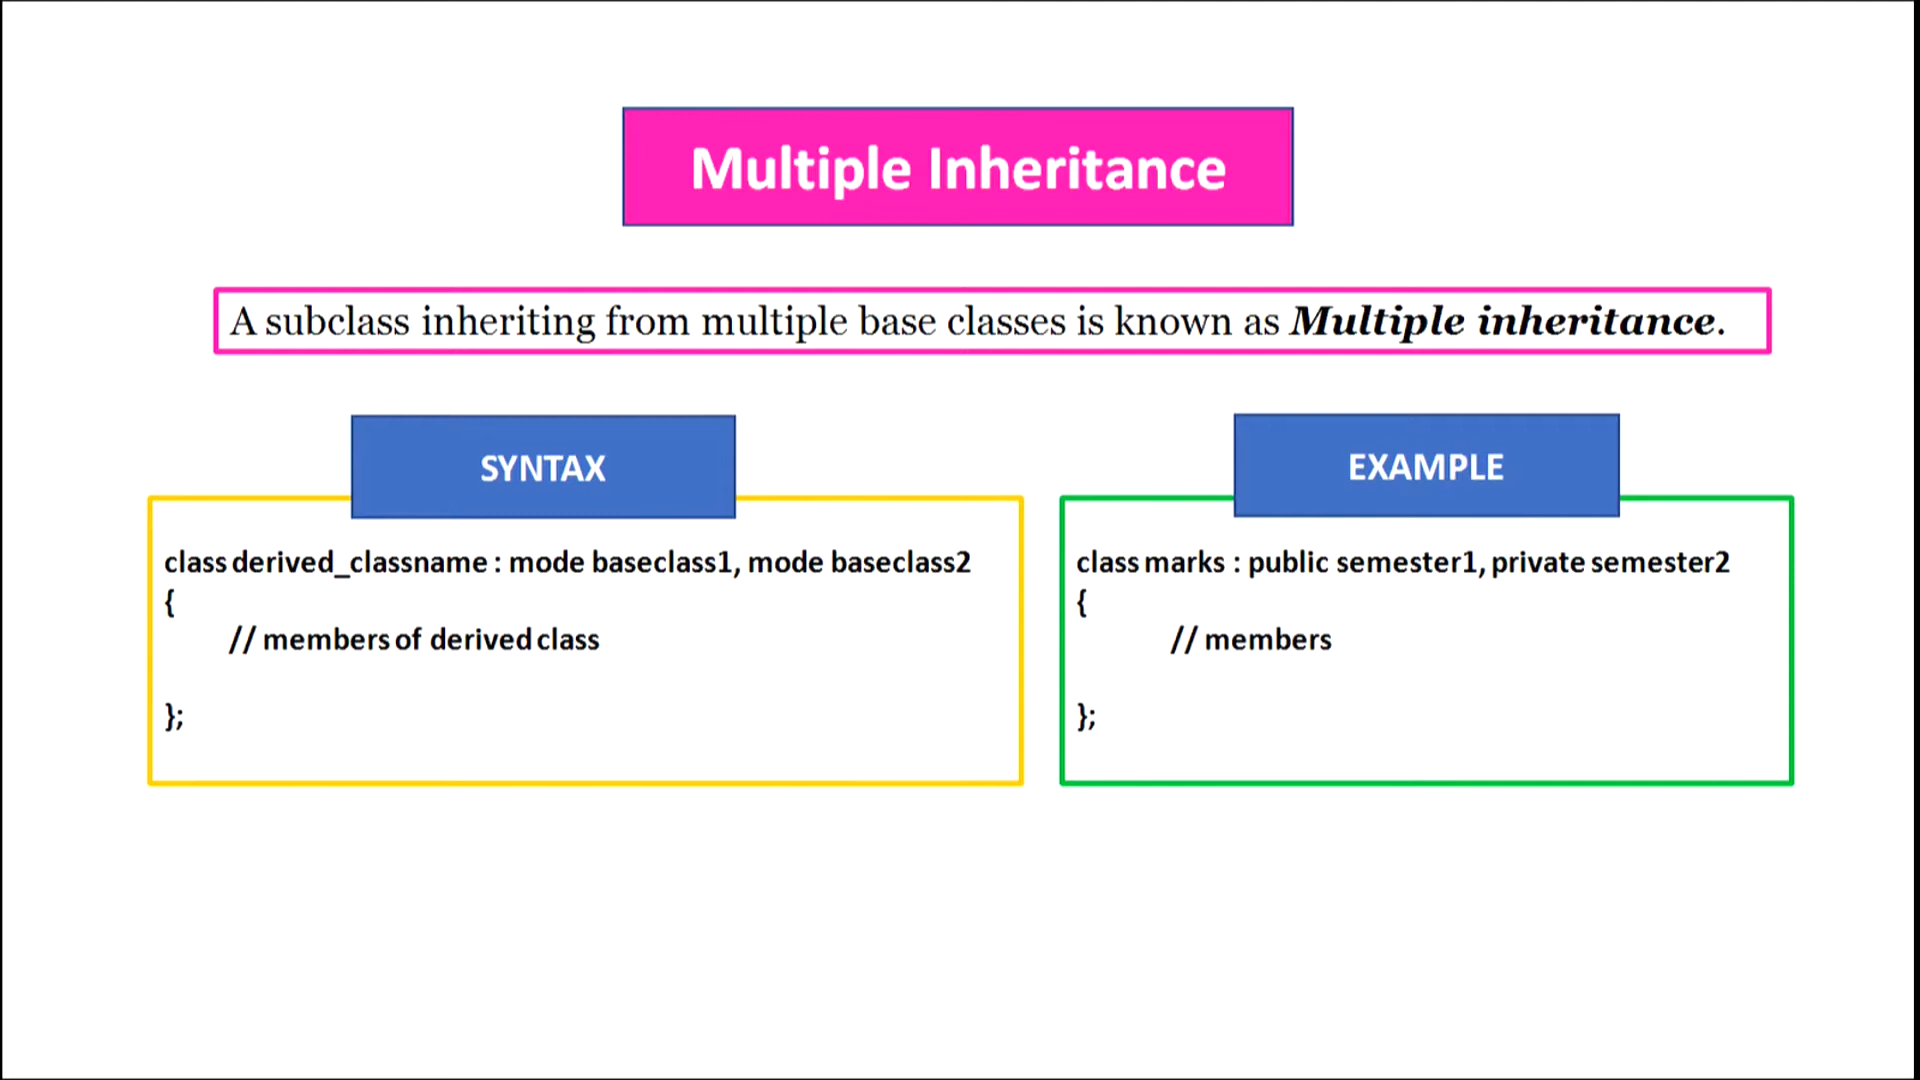 Multiple Inheritance
A subclass inheriting from multiple base classes is known as Multiple inheritance.
SYNTAX
class derived_classname : mode baseclass1, mode baseclass2
{
// members of derived class
};
EXAMPLE
class marks : public semester1, private semester2
{
// members
};